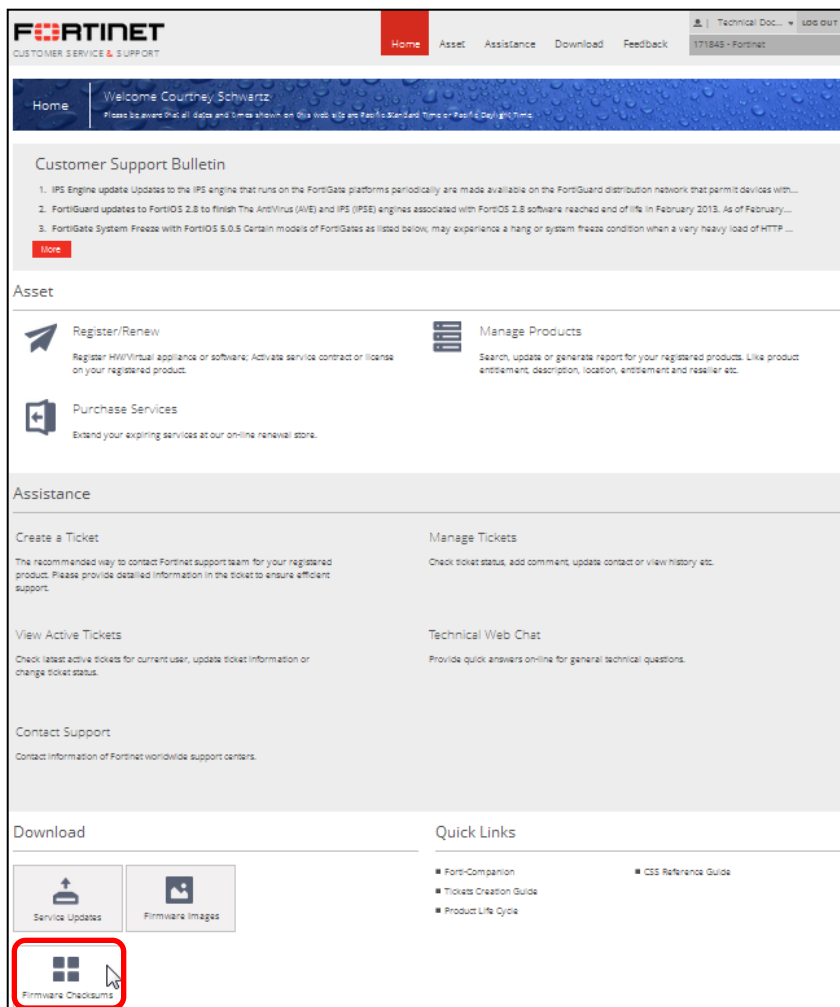 FORTINET
CUSTOMER SERVICE & SUPPORT
Home Asset Assistance Download Feedback
| Technical Doc... LOG OUT
171845 - Fortinet
Home
Welcome Courtney Schwartz
Please be aware that all dates and times shown on this web site are Pacific Standard Time or Pacific Daylight Time.
Customer Support Bulletin
1. IPS Engine update Updates to the IPS engine that runs on the FortiGate platforms periodically are made available on the FortiGuard distribution network that permit devices with...
2. FortiGuard updates to FortiOS 2.8 to finish The AntiVirus (AVE) and IPS (IPSE) engines associated with FortiOS 2.8 software reached end of life in February 2013. As of February...
3. FortiGate System Freeze with FortiOS 5.0.5 Certain models of FortiGates as listed below, may experience a hang or system freeze condition when a very heavy load of HTTP ...
More
Asset
Register/Renew
Register HW/Virtual appliance or software; Activate service contract or license
on your registered product.
Manage Products
Search, update or generate report for your registered products. Like product
entitlement, description, location, entitlement and reseller etc.
Purchase Services
Extend your expiring services at our on-line renewal store.
Assistance
Create a Ticket
The recommended way to contact Fortinet support team for your registered
product. Please provide detailed information in the ticket to ensure efficient
support.
Manage Tickets
Check ticket status, add comment, update contact or view history etc.
View Active Tickets
Check latest active tickets for current user, update ticket information or
change ticket status.
Technical Web Chat
Provide quick answers on-line for general technical questions.
Contact Support
Contact information of Fortinet worldwide support centers.
Download
Service Updates
Firmware Images
Firmware Checksums
Quick Links
Forti-Companion
Tickets Creation Guide
Product Life Cycle
CSS Reference Guide